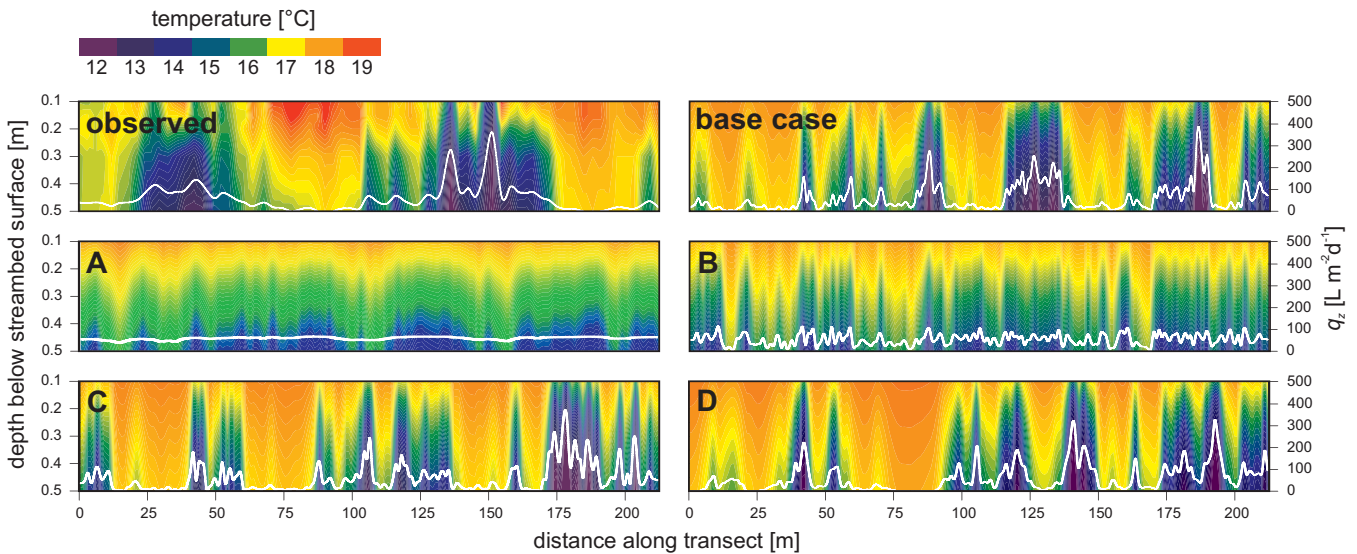 temperature [°C]
12 13 14 15 16 17 18 19
observed
base case
0.1 0.2 0.3 0.4 0.5
500 400 300 200 100 0
A
B
0.1 0.2 0.3 0.4 0.5
500 400 300 200 100 0
C
D
0.1 0.2 0.3 0.4 0.5
500 400 300 200 100 0
depth below streambed surface [m]
q_z [L m⁻²d⁻¹]
0 25 50 75 100 125 150 175 200
0 25 50 75 100 125 150 175 200
distance along transect [m]